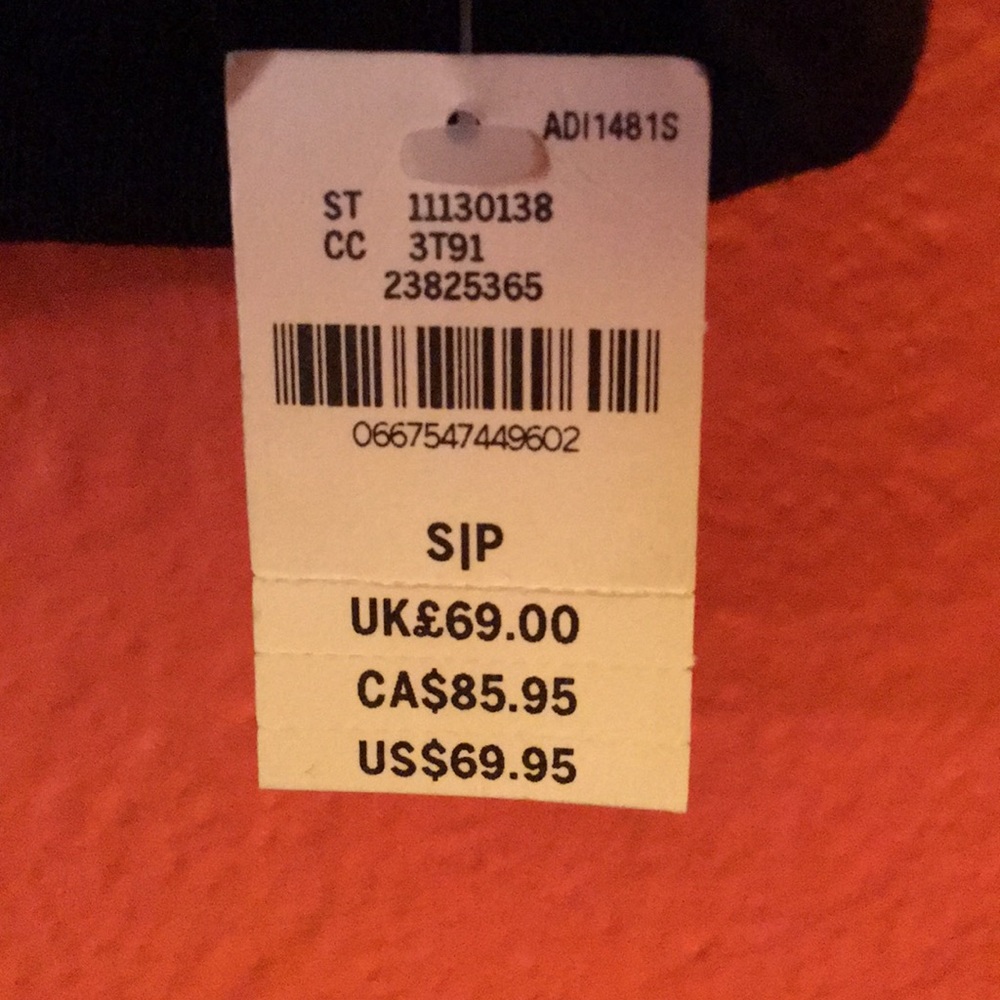 ADI1481S
ST 11130138
CC 3T91
23825365
0667547449602
S|P
UK£69.00
CA$85.95
US$69.95